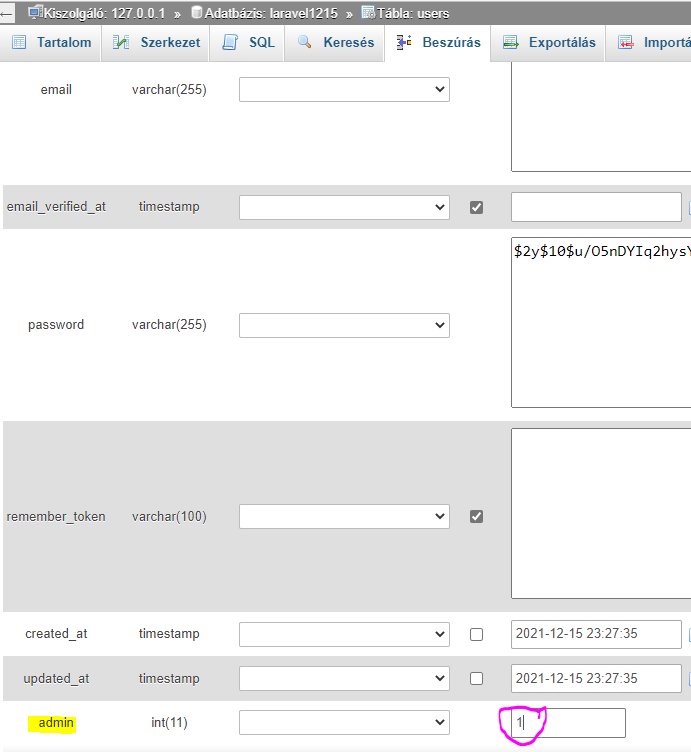 ← Kiszolgáló: 127.0.0.1 » Adatbázis: laravel1215 » Tábla: users
Tartalom Szerkezet SQL Keresés Beszúrás Exportálás Importá
email varchar(255)
email_verified_at timestamp
$2y$10$u/O5nDYIq2hysY
password varchar(255)
remember_token varchar(100)
created_at timestamp 2021-12-15 23:27:35
updated_at timestamp 2021-12-15 23:27:35
admin int(11) 1